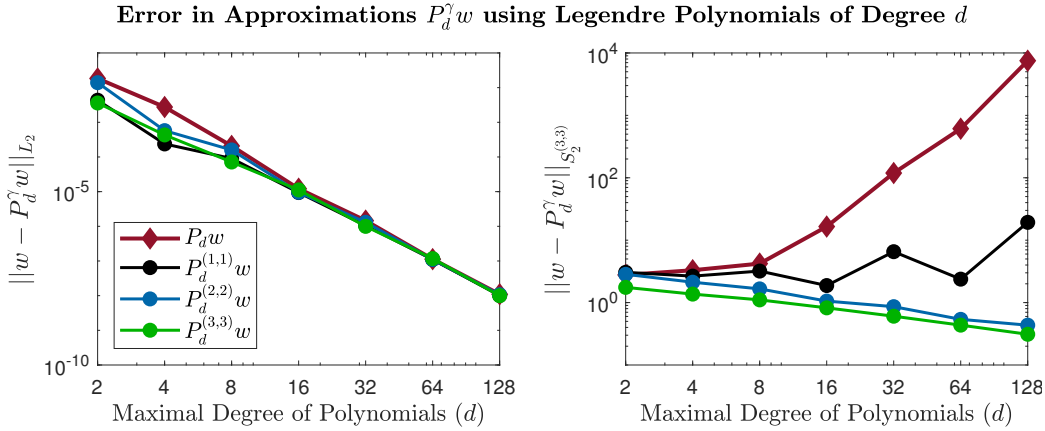 Error in Approximations $P_d^{\gamma} w$ using Legendre Polynomials of Degree $d$
$||w - P_d^{\gamma} w||_{L_2}$
$10^{-5}$
$10^{-10}$
$P_d w$
$P_d^{(1,1)} w$
$P_d^{(2,2)} w$
$P_d^{(3,3)} w$
2 4 8 16 32 64 128
Maximal Degree of Polynomials ($d$)
$||w - P_d^{\gamma} w||_{S_2^{(3,3)}}$
$10^4$
$10^2$
$10^0$
2 4 8 16 32 64 128
Maximal Degree of Polynomials ($d$)